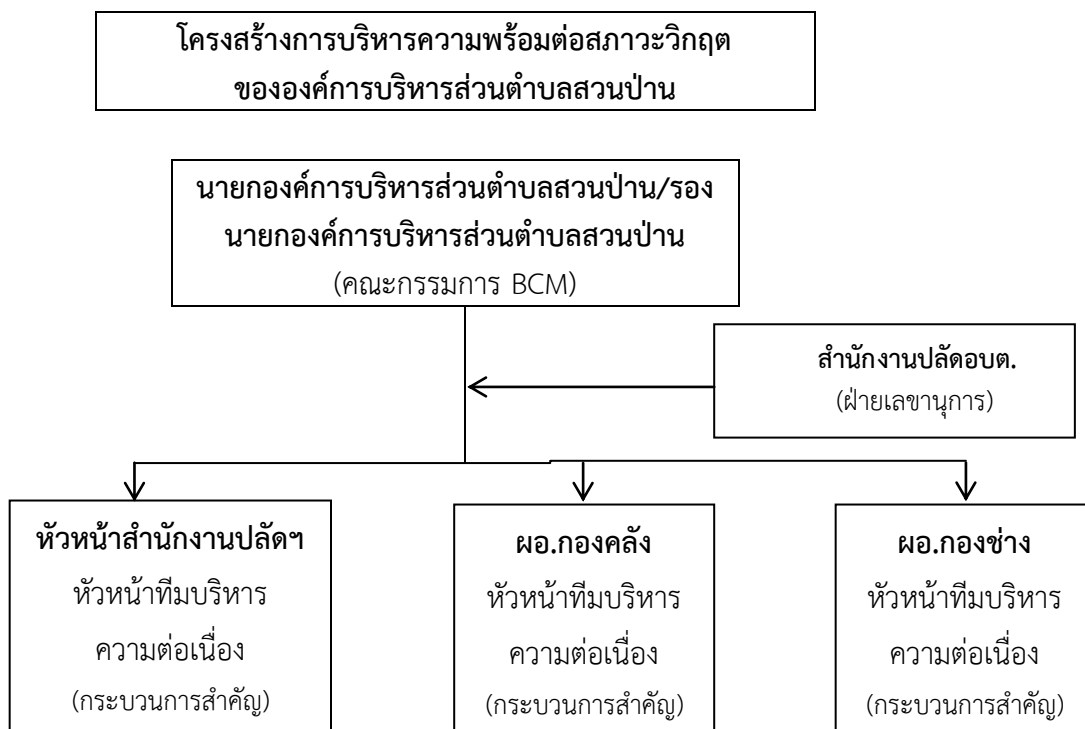 โครงสร้างการบริหารความพร้อมต่อสภาวะวิกฤต
ขององค์การบริหารส่วนตำบลสวนป่าน
นายกองค์การบริหารส่วนตำบลสวนป่าน/รอง
นายกองค์การบริหารส่วนตำบลสวนป่าน
(คณะกรรมการ BCM)
สำนักงานปลัดอบต.
(ฝ่ายเลขานุการ)
หัวหน้าสำนักงานปลัดฯ
หัวหน้าทีมบริหาร
ความต่อเนื่อง
(กระบวนการสำคัญ)
ผอ.กองคลัง
หัวหน้าทีมบริหาร
ความต่อเนื่อง
(กระบวนการสำคัญ)
ผอ.กองช่าง
หัวหน้าทีมบริหาร
ความต่อเนื่อง
(กระบวนการสำคัญ)